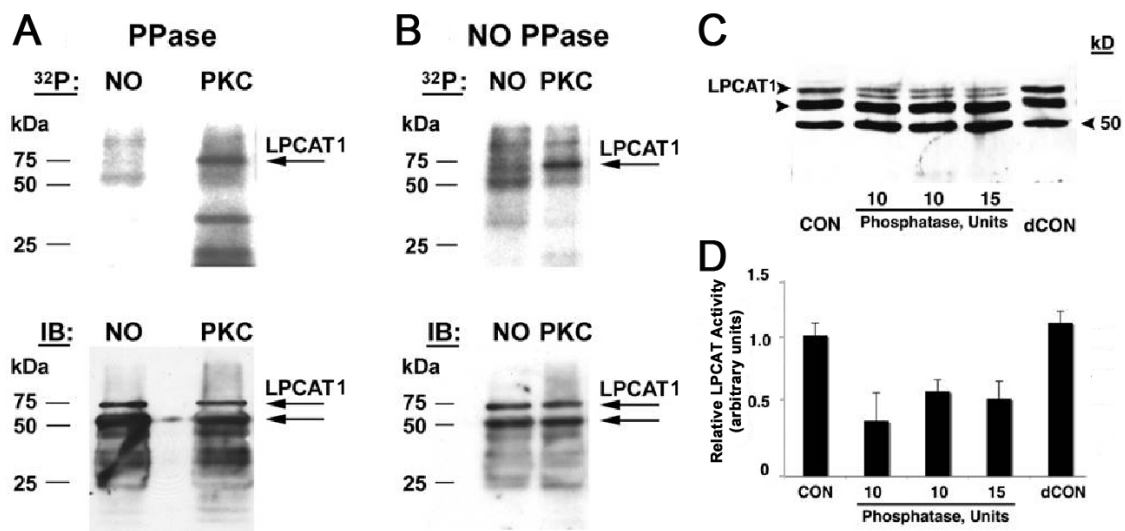 A
PPase
32P: NO PKC
kDa
75
50
25
LPCAT1
IB: NO PKC
kDa
75
50
25
LPCAT1
B
NO PPase
32P: NO PKC
kDa
75
50
25
LPCAT1
IB: NO PKC
kDa
75
50
25
LPCAT1
C
kD
LPCAT1
50
10 10 15
CON Phosphatase, Units dCON
D
Relative LPCAT Activity
(arbitrary units)
1.5
1.0
0.5
0
CON 10 10 15 dCON
Phosphatase, Units